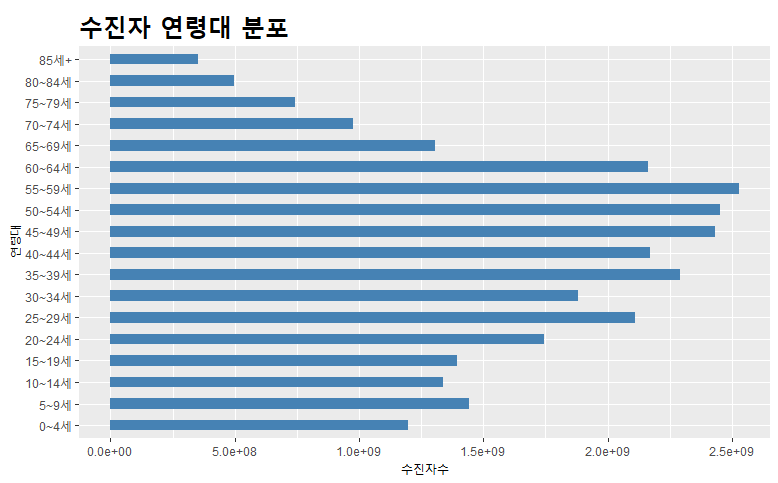 수진자 연령대 분포
85세+
80~84세
75~79세
70~74세
65~69세
60~64세
55~59세
50~54세
45~49세
40~44세
35~39세
30~34세
25~29세
20~24세
15~19세
10~14세
5~9세
0~4세
연령대
0.0e+00 5.0e+08 1.0e+09 1.5e+09 2.0e+09 2.5e+09
수진자수